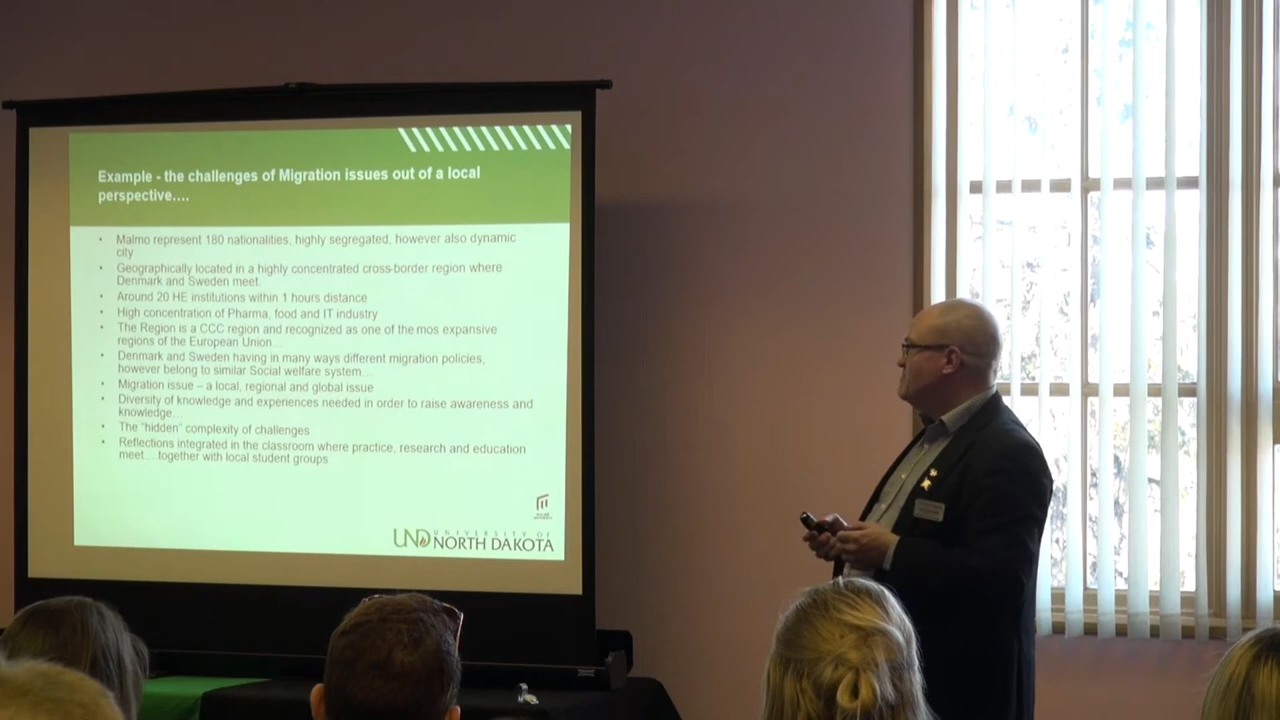 Example - the challenges of Migration issues out of a local
perspective....
• Malmo represent 180 nationalities, highly segregated, however also dynamic
city
• Geographically located in a highly concentrated cross-border region where
Denmark and Sweden meet.
• Around 20 HE institutions within 1 hours distance
• High concentration of Pharma, food and IT industry
• The Region is a CCC region and recognized as one of the mos expansive
regions of the European Union...
• Denmark and Sweden having in many ways different migration policies,
however belong to similar Social welfare system...
• Migration issue – a local, regional and global issue
• Diversity of knowledge and experiences needed in order to raise awareness and
knowledge...
• The "hidden" complexity of challenges
• Reflections integrated in the classroom where practice, research and education
meet....together with local student groups
UND UNIVERSITY OF
NORTH DAKOTA